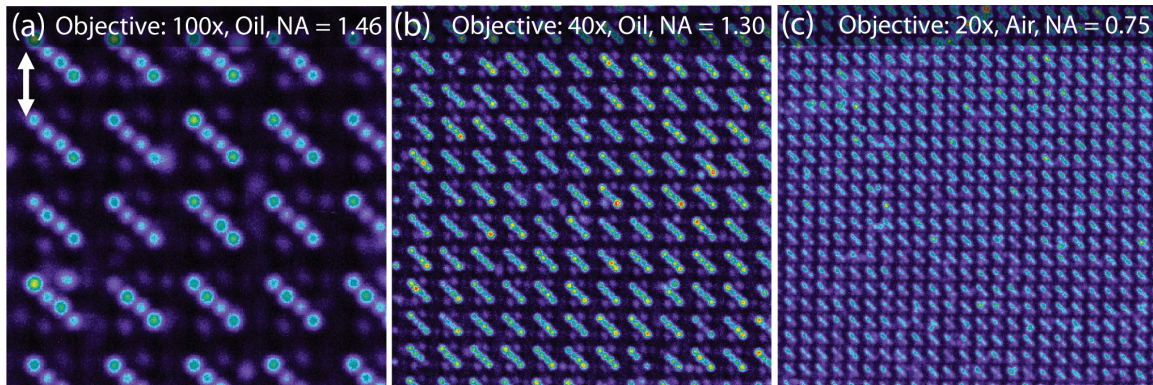 (a) Objective: 100x, Oil, NA = 1.46
(b) Objective: 40x, Oil, NA = 1.30
(c) Objective: 20x, Air, NA = 0.75